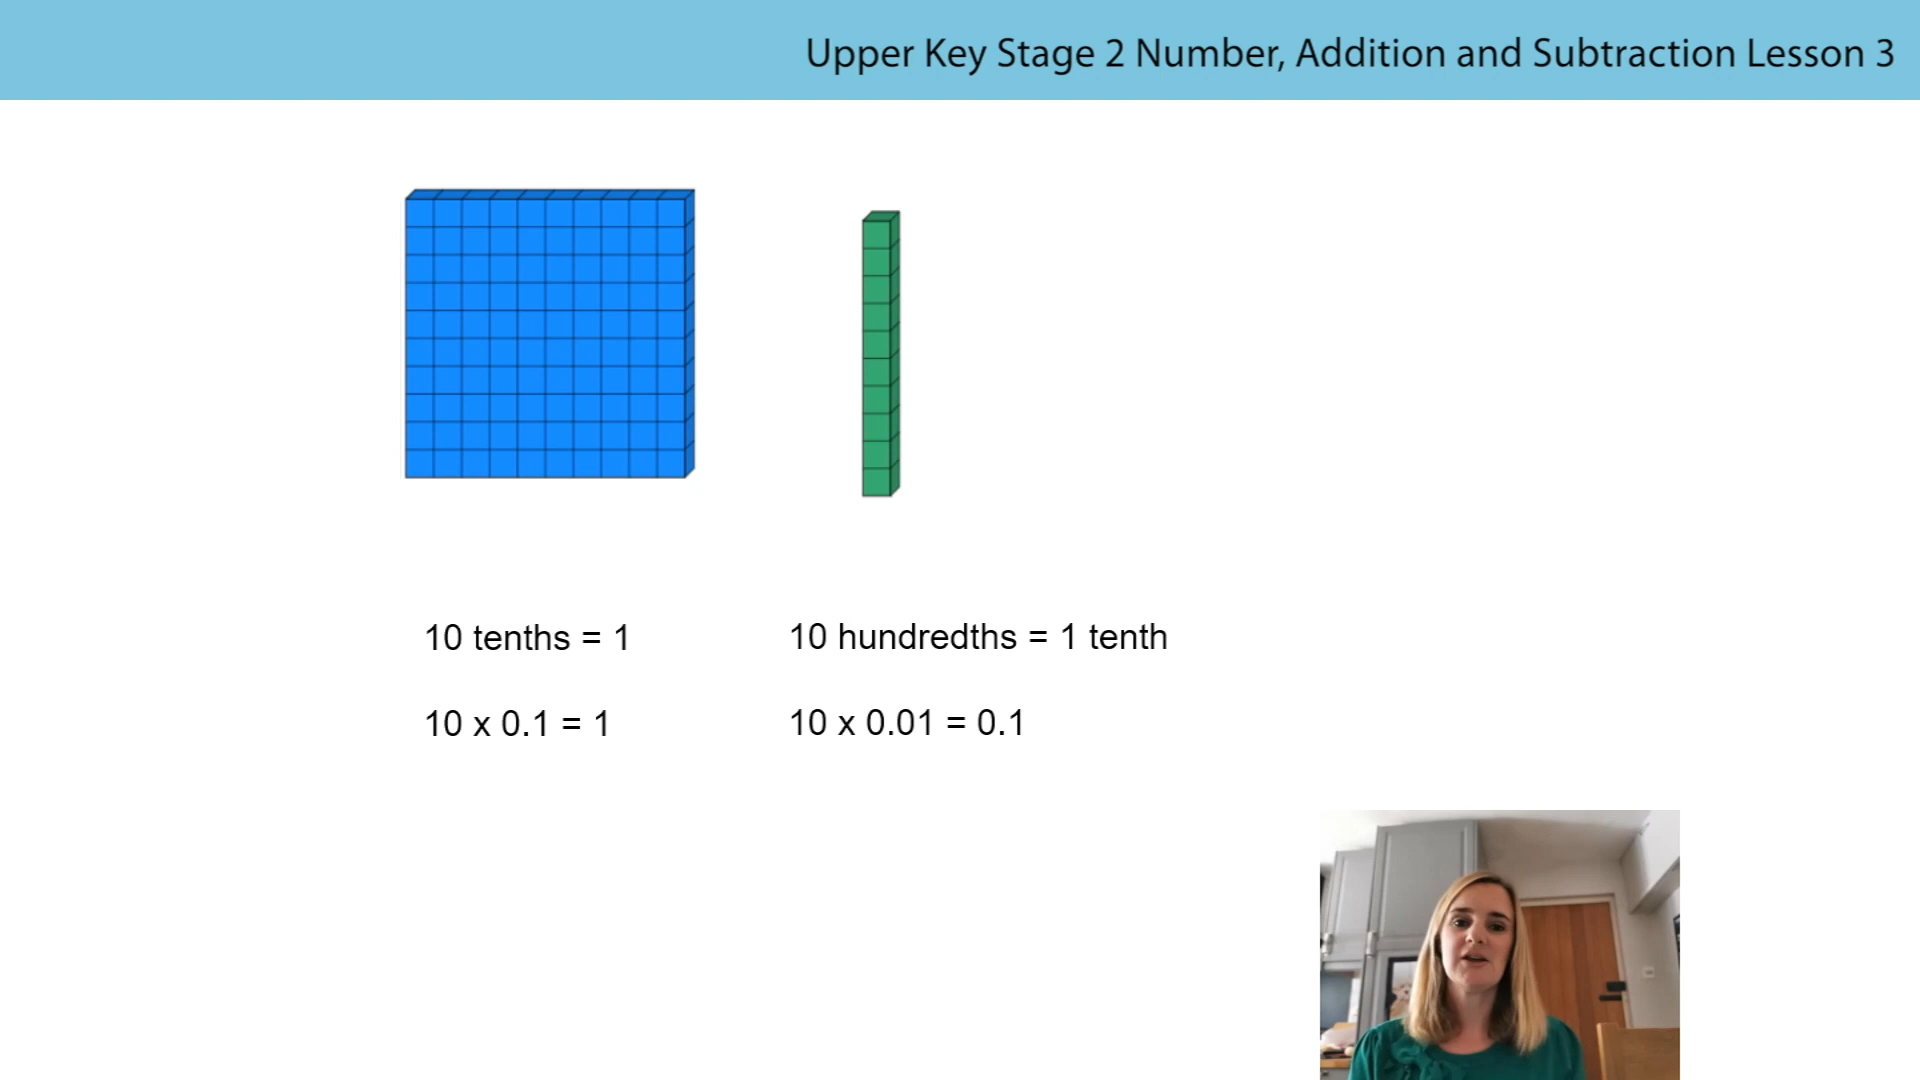 Upper Key Stage 2 Number, Addition and Subtraction Lesson 3
10 tenths = 1
10 hundredths = 1 tenth
10 x 0.1 = 1
10 x 0.01 = 0.1